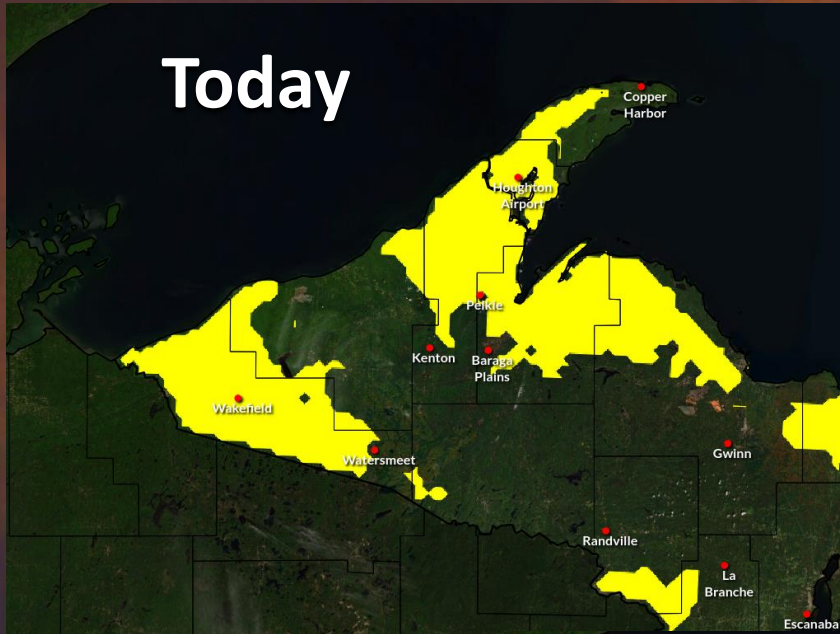 Today
Copper
Harbor
Houghton
Airport
Pelkie
Kenton
Baraga
Plains
Wakefield
Watersmeet
Gwinn
Randville
La
Branche
Escanaba